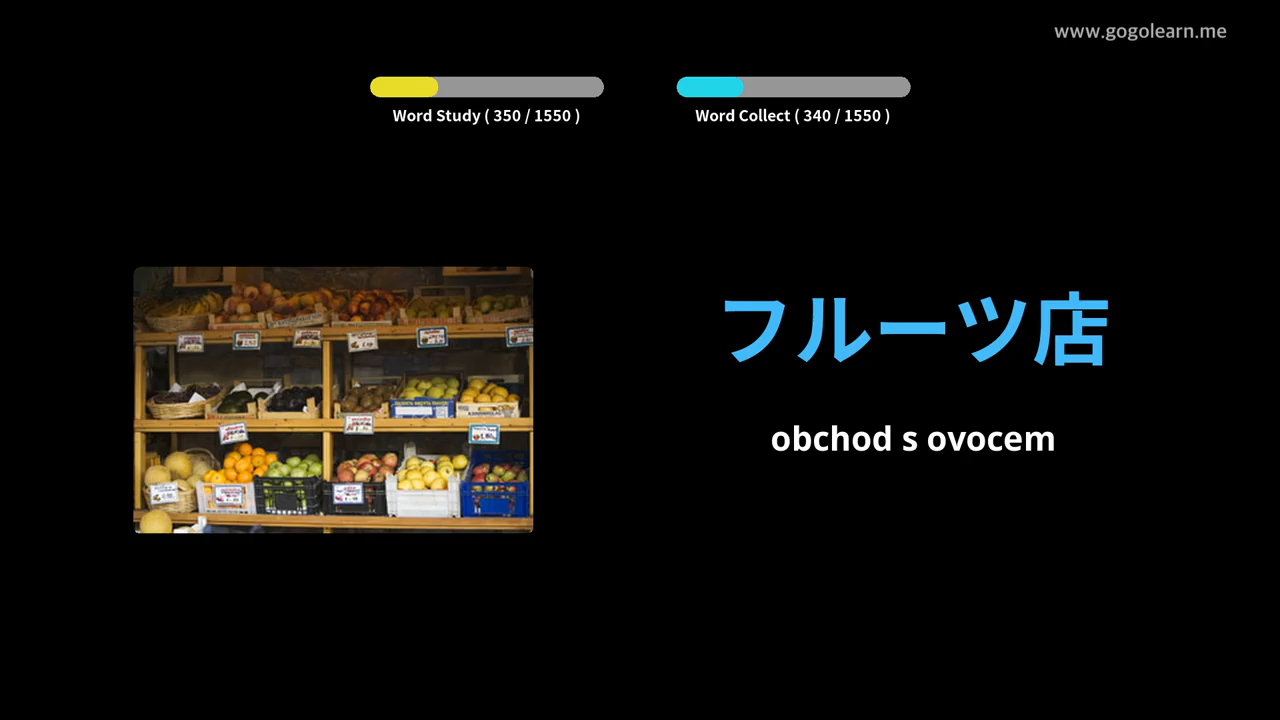 www.gogolearn.me
Word Study ( 350 / 1550 )
Word Collect ( 340 / 1550 )
フルーツ店
obchod s ovocem